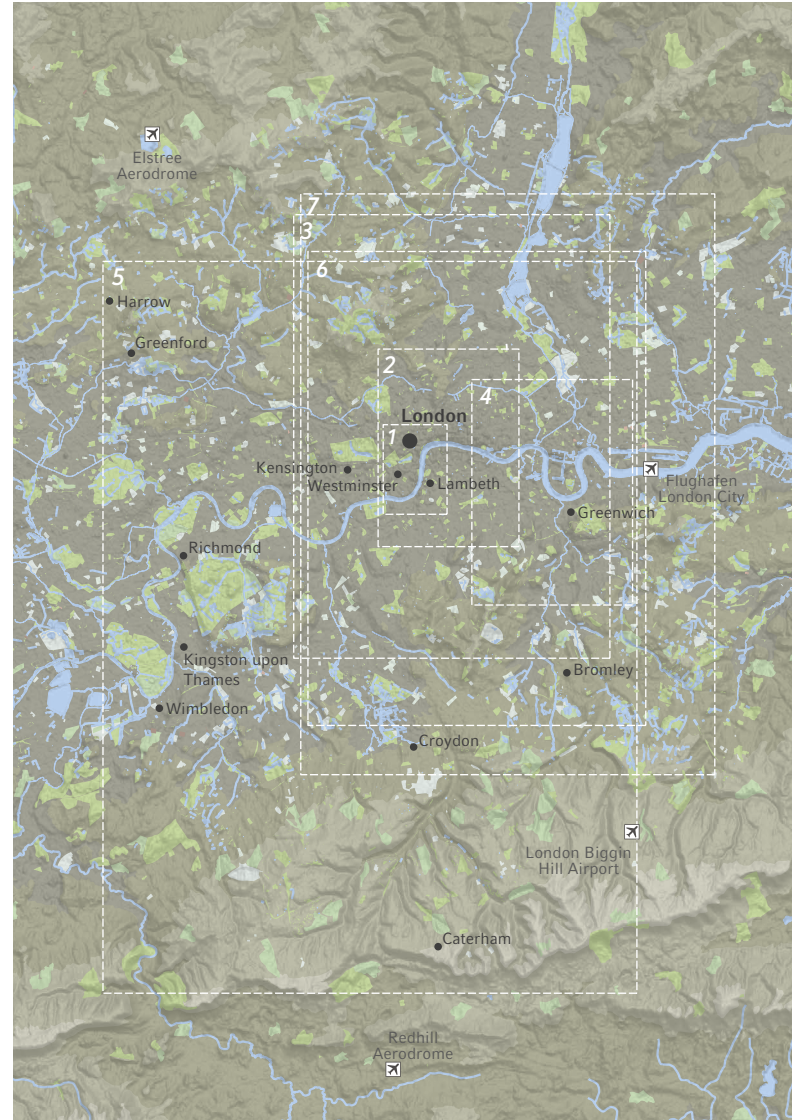 Elstree
Aerodrome
7
3
6
5
Harrow
Greenford
2
4
London
1
Kensington
Westminster
Lambeth
Flughafen
London City
Greenwich
Richmond
Kingston upon
Thames
Bromley
Wimbledon
Croydon
London Biggin
Hill Airport
Caterham
Redhill
Aerodrome